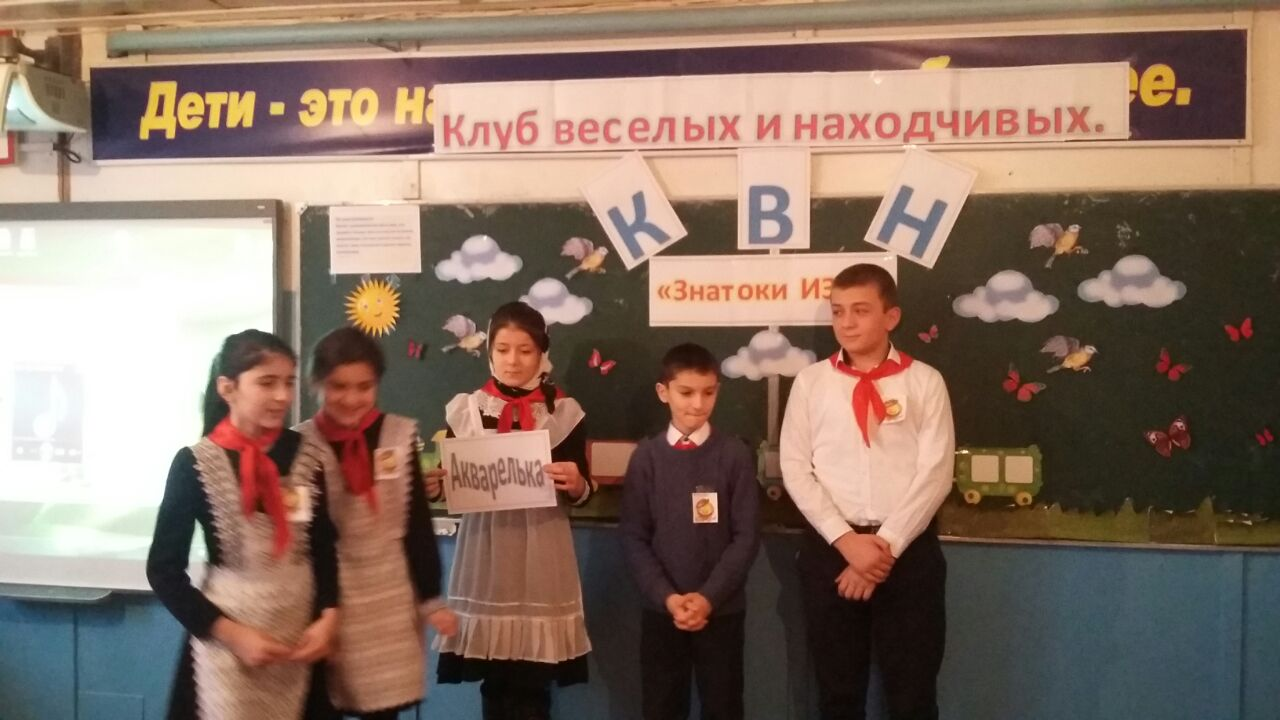 Дети - это на ее.
Клуб веселых и находчивых.
К В Н
«Знатоки ИЗ
Акварелька